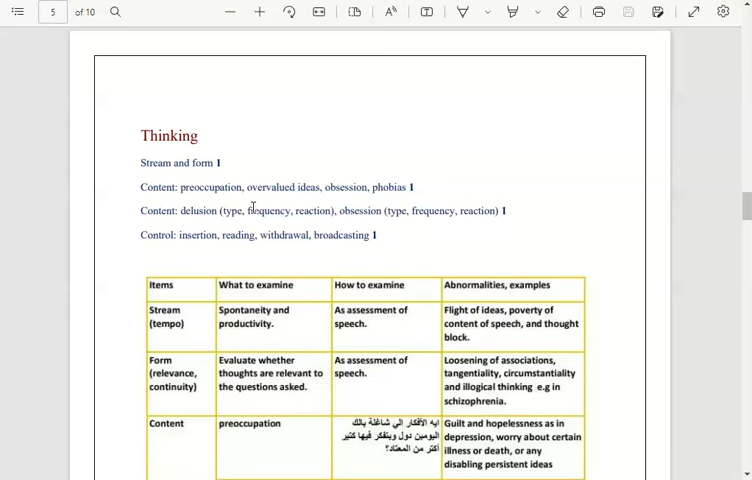 5 of 10
Thinking
Stream and form 1
Content: preoccupation, overvalued ideas, obsession, phobias 1
Content: delusion (type, frequency, reaction), obsession (type, frequency, reaction) 1
Control: insertion, reading, withdrawal, broadcasting 1
Items What to examine How to examine Abnormalities, examples
Stream Spontaneity and As assessment of Flight of ideas, poverty of
(tempo) productivity. speech. content of speech, and thought
block.
Form Evaluate whether As assessment of Loosening of associations,
(relevance, thoughts are relevant to speech. tangentiality, circumstantiality
continuity) the questions asked. and illogical thinking e.g in
schizophrenia.
Content preoccupation ايه الأفكار الي شاغلة بالك Guilt and hopelessness as in
اليومين دول وبتفكر فيها كتير depression, worry about certain
أكتر من المعتاد؟ illness or death, or any
disabling persistent ideas